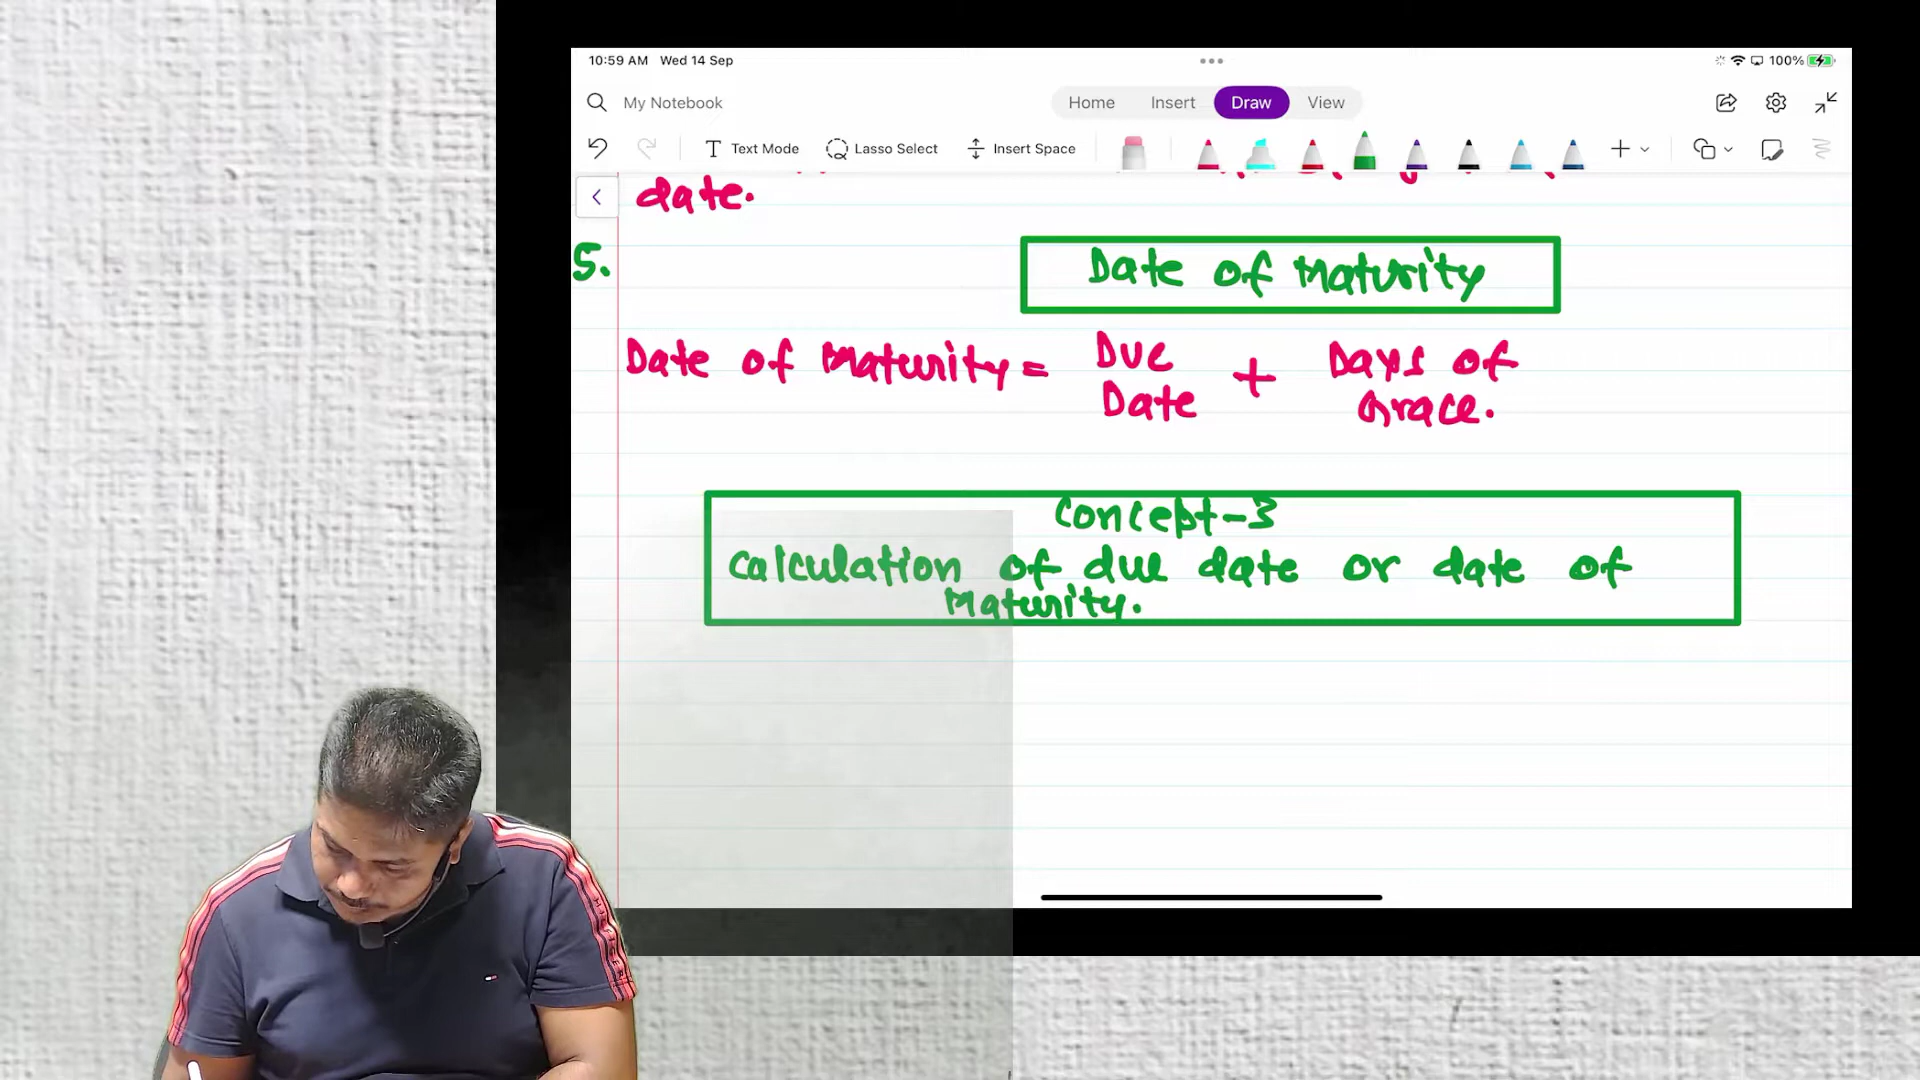 10:59 AM Wed 14 Sep
100%
My Notebook
Home Insert Draw View
Text Mode Lasso Select Insert Space
date.
5. Date of Maturity
Date of Maturity = Due Date + Days of Grace.
Concept-3
Calculation of due date or date of
Maturity.